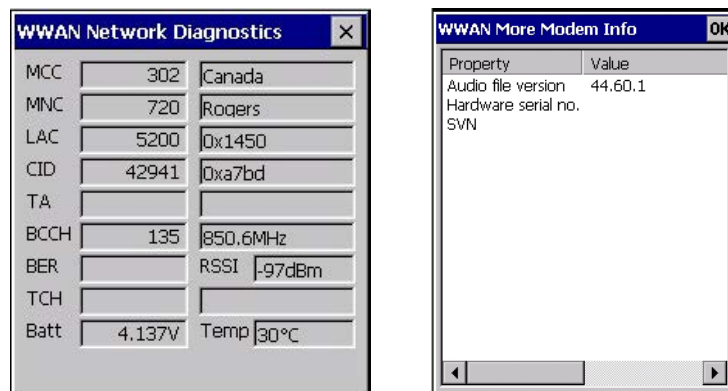 WWAN Network Diagnostics
MCC 302 Canada
MNC 720 Rogers
LAC 5200 0x1450
CID 42941 0xa7bd
TA
BCCH 135 850.6MHz
BER RSSI -97dBm
TCH
Batt 4.137V Temp 30°C
WWAN More Modem Info OK
Property Value
Audio file version 44.60.1
Hardware serial no.
SVN